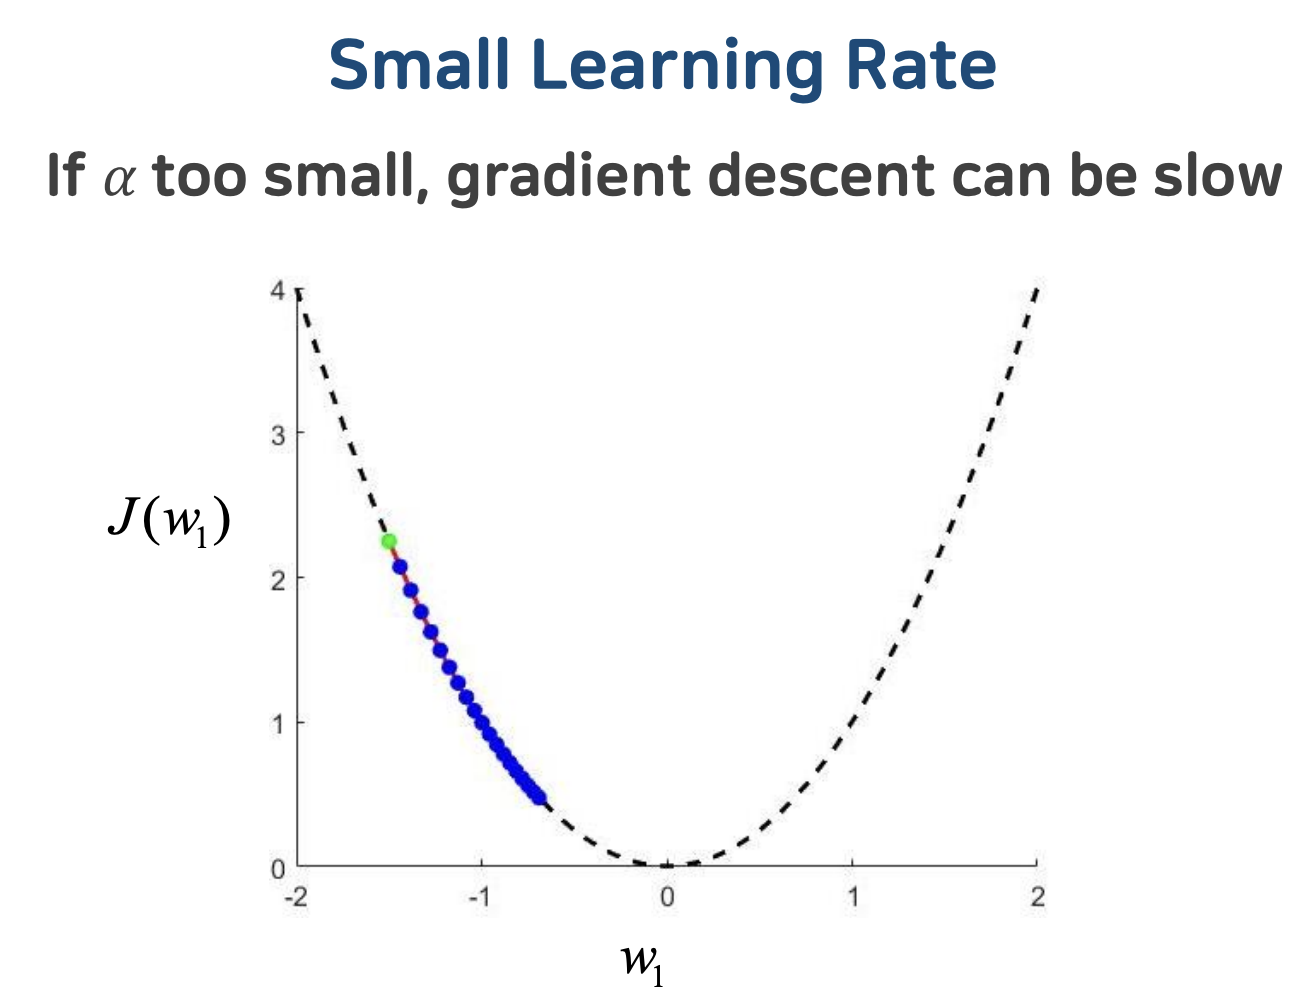 Small Learning Rate
If α too small, gradient descent can be slow
4
3
J(w₁)
2
1
0
-2 -1 0 1 2
w₁